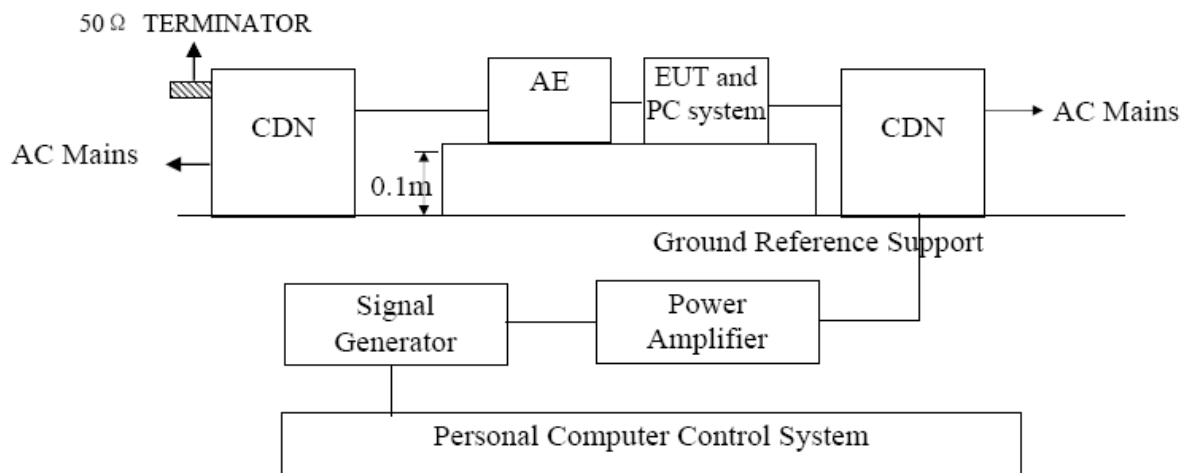 50Ω TERMINATOR
AE
EUT and
PC system
CDN
CDN
AC Mains
AC Mains
0.1m
Ground Reference Support
Signal
Generator
Power
Amplifier
Personal Computer Control System